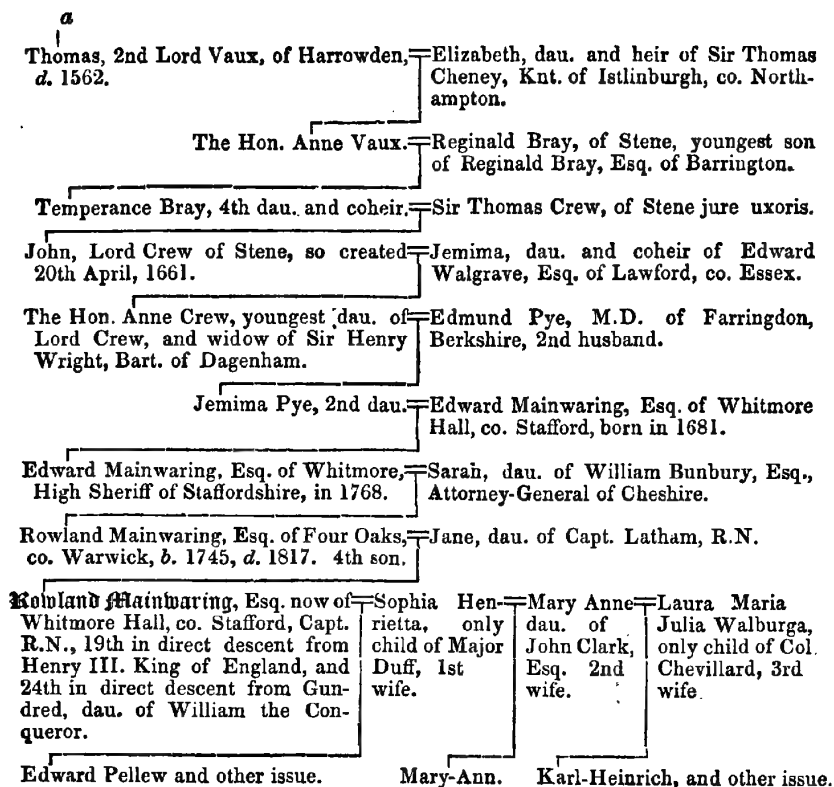 a
Thomas, 2nd Lord Vaux, of Harrowden,
d. 1562.
Elizabeth, dau. and heir of Sir Thomas
Cheney, Knt. of Istlinburgh, co. North-
ampton.
The Hon. Anne Vaux.
Reginald Bray, of Stene, youngest son
of Reginald Bray, Esq. of Barrington.
Temperance Bray, 4th dau. and coheir.
Sir Thomas Crew, of Stene jure uxoris.
John, Lord Crew of Stene, so created
20th April, 1661.
Jemima, dau. and coheir of Edward
Walgrave, Esq. of Lawford, co. Essex.
The Hon. Anne Crew, youngest dau. of
Lord Crew, and widow of Sir Henry
Wright, Bart. of Dagenham.
Edmund Pye, M.D. of Farringdon,
Berkshire, 2nd husband.
Jemima Pye, 2nd dau.
Edward Mainwaring, Esq. of Whitmore
Hall, co. Stafford, born in 1681.
Edward Mainwaring, Esq. of Whitmore,
High Sheriff of Staffordshire, in 1768.
Sarah, dau. of William Bunbury, Esq.,
Attorney-General of Cheshire.
Rowland Mainwaring, Esq. of Four Oaks,
co. Warwick, b. 1745, d. 1817. 4th son.
Jane, dau. of Capt. Latham, R.N.
Rowland Mainwaring, Esq. now of
Whitmore Hall, co. Stafford, Capt.
R.N., 19th in direct descent from
Henry III. King of England, and
24th in direct descent from Gun-
dred, dau. of William the Con-
queror.
Sophia Hen-
rietta, only
child of Major
Duff, 1st
wife.
Mary Anne
dau. of
John Clark,
Esq. 2nd
wife.
Laura Maria
Julia Walburga,
only child of Col.
Chevillard, 3rd
wife.
Edward Pellew and other issue.
Mary-Ann.
Karl-Heinrich, and other issue.